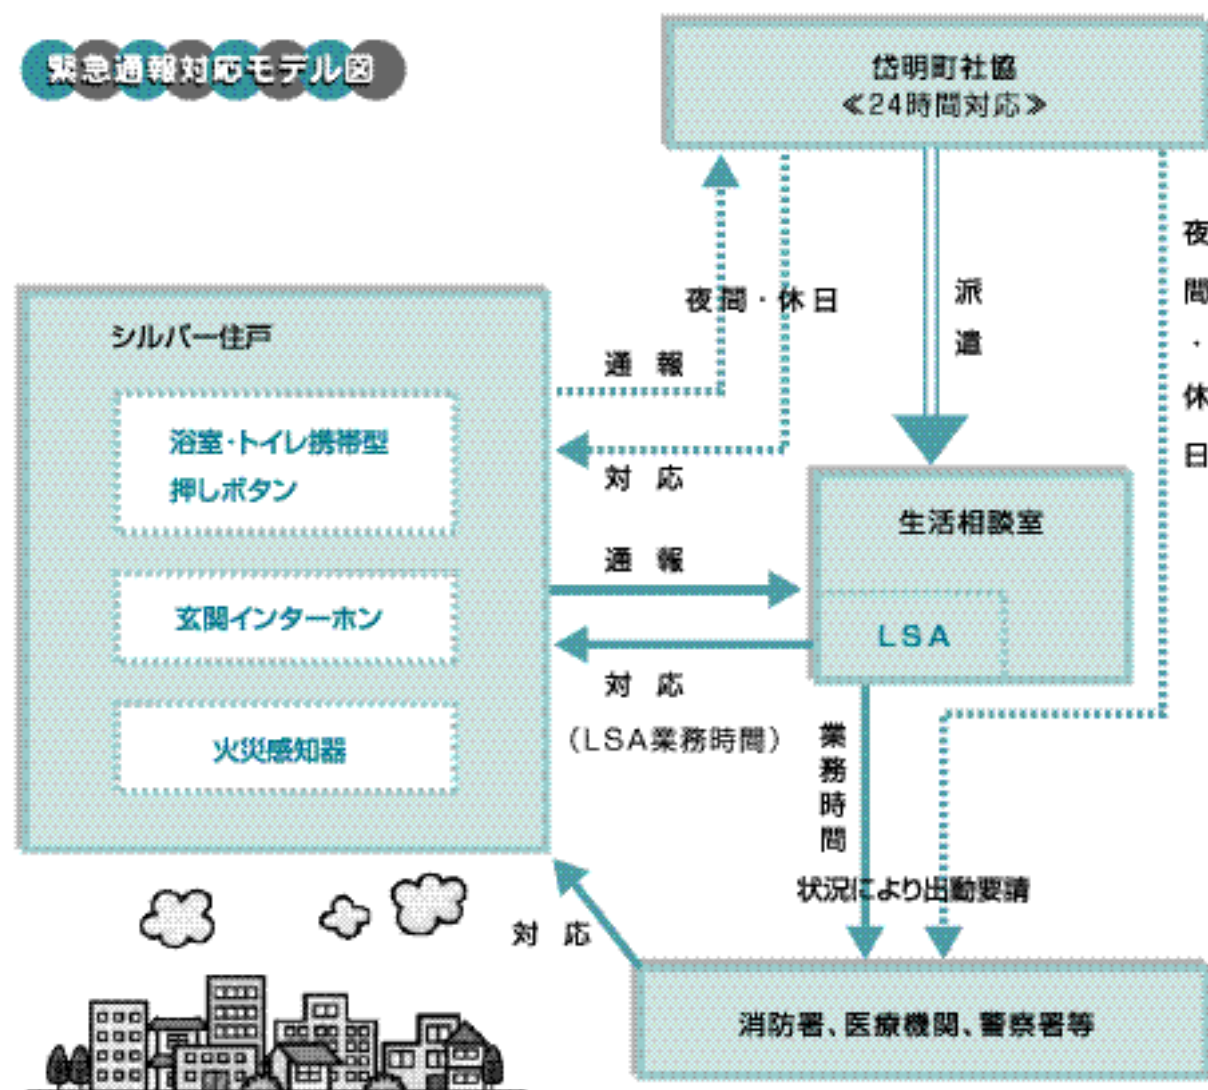 緊急通報対応モデル図
岱明町社協
≪24時間対応≫
夜間・休日
派遣
夜間・休日
シルバー住戸
通報
浴室・トイレ携帯型
押しボタン
対応
生活相談室
通報
玄関インターホン
LSA
対応
(LSA業務時間)
火災感知器
業務時間
状況により出動要請
対応
消防署、医療機関、警察署等